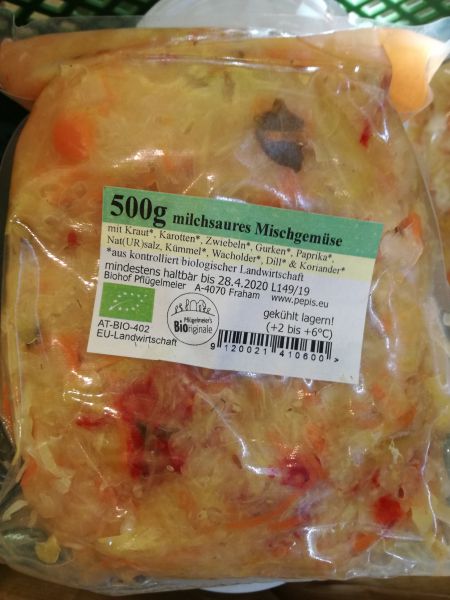 500g milchsaures Mischgemüse
mit Kraut*, Karotten*, Zwiebeln*, Gurken*, Paprika*,
Nat(UR)salz, Kümmel*, Wacholder*, Dill* & Koriander*
*aus kontrolliert biologischer Landwirtschaft
mindestens haltbar bis 28.4.2020 L149/19
Biohof Pflügelmeier A-4070 Fraham www.pepis.eu
AT-BIO-402
EU-Landwirtschaft
Pflügelmeier's
BIOriginale
gekühlt lagern!
(+2 bis +6°C)
9 120021 410600 >